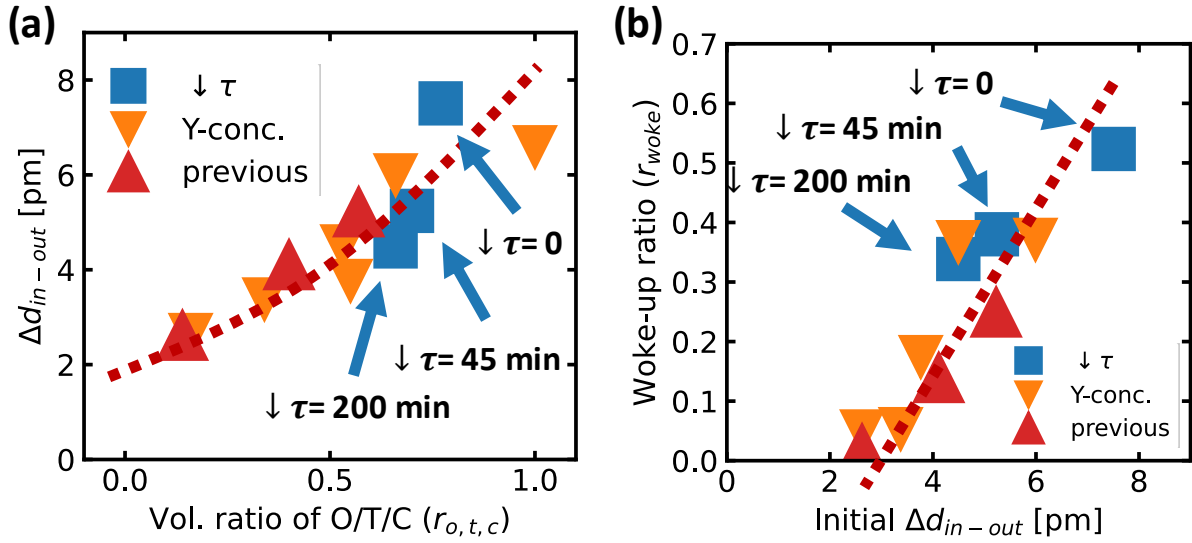 (a)
8
6
4
2
0
Δd_{in−out} [pm]
↓ τ
Y-conc.
previous
↓ τ= 0
↓ τ= 45 min
↓ τ= 200 min
0.0 0.5 1.0
Vol. ratio of O/T/C (r_{o,t,c})
(b)
0.7
0.6
0.5
0.4
0.3
0.2
0.1
0.0
Woke-up ratio (r_{woke})
↓ τ= 0
↓ τ= 45 min
↓ τ= 200 min
↓ τ
Y-conc.
previous
0 2 4 6 8
Initial Δd_{in−out} [pm]